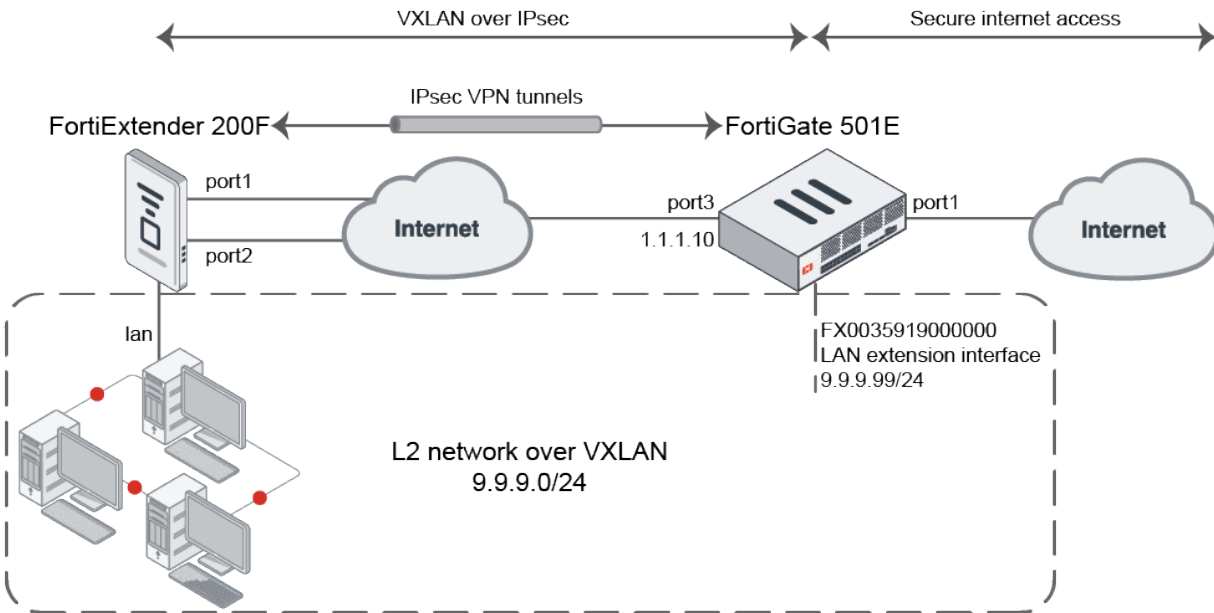 VXLAN over IPsec
Secure internet access
IPsec VPN tunnels
FortiExtender 200F
FortiGate 501E
port1
port2
Internet
port3
1.1.1.10
port1
Internet
lan
FX0035919000000
LAN extension interface
9.9.9.99/24
L2 network over VXLAN
9.9.9.0/24